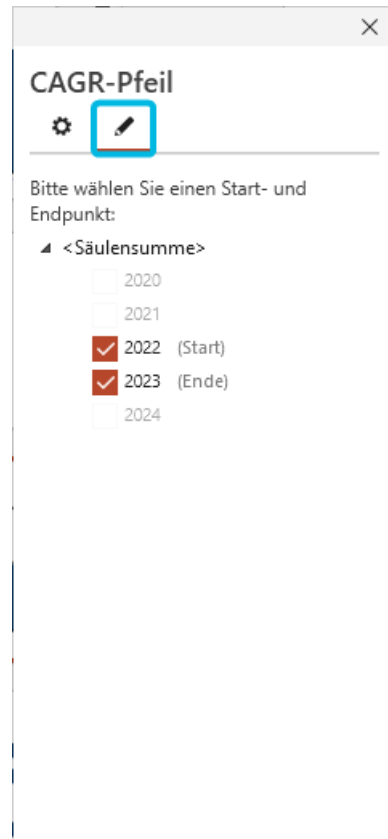 CAGR-Pfeil
Bitte wählen Sie einen Start- und
Endpunkt:
<Säulensumme>
2020
2021
2022 (Start)
2023 (Ende)
2024